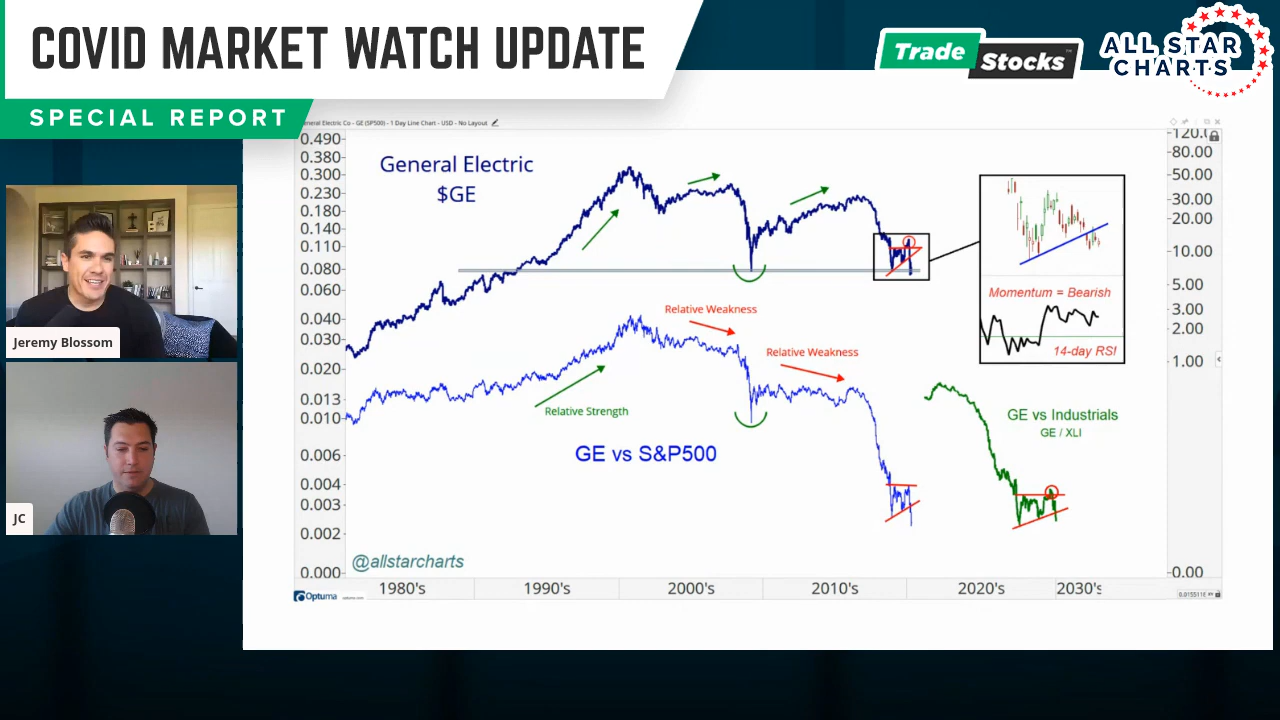 COVID MARKET WATCH UPDATE
SPECIAL REPORT
Trade
Stocks™
ALL STAR
CHARTS
Jeremy Blossom
JC
General Electric Co - GE (SP500) - 1 Day Line Chart - USD - No Layout
General Electric
$GE
0.490
0.380
0.300
0.230
0.180
0.140
0.110
0.080
0.060
0.040
0.030
0.020
0.013
0.010
0.006
0.004
0.003
0.002
0.000
120.0
80.00
50.00
30.00
20.00
10.00
5.00
3.00
2.00
1.00
0.00
Momentum = Bearish
14-day RSI
Relative Weakness
Relative Weakness
Relative Strength
GE vs S&P500
GE vs Industrials
GE / XLI
@allstarcharts
Optuma
optuma.com
1980's
1990's
2000's
2010's
2020's
2030's